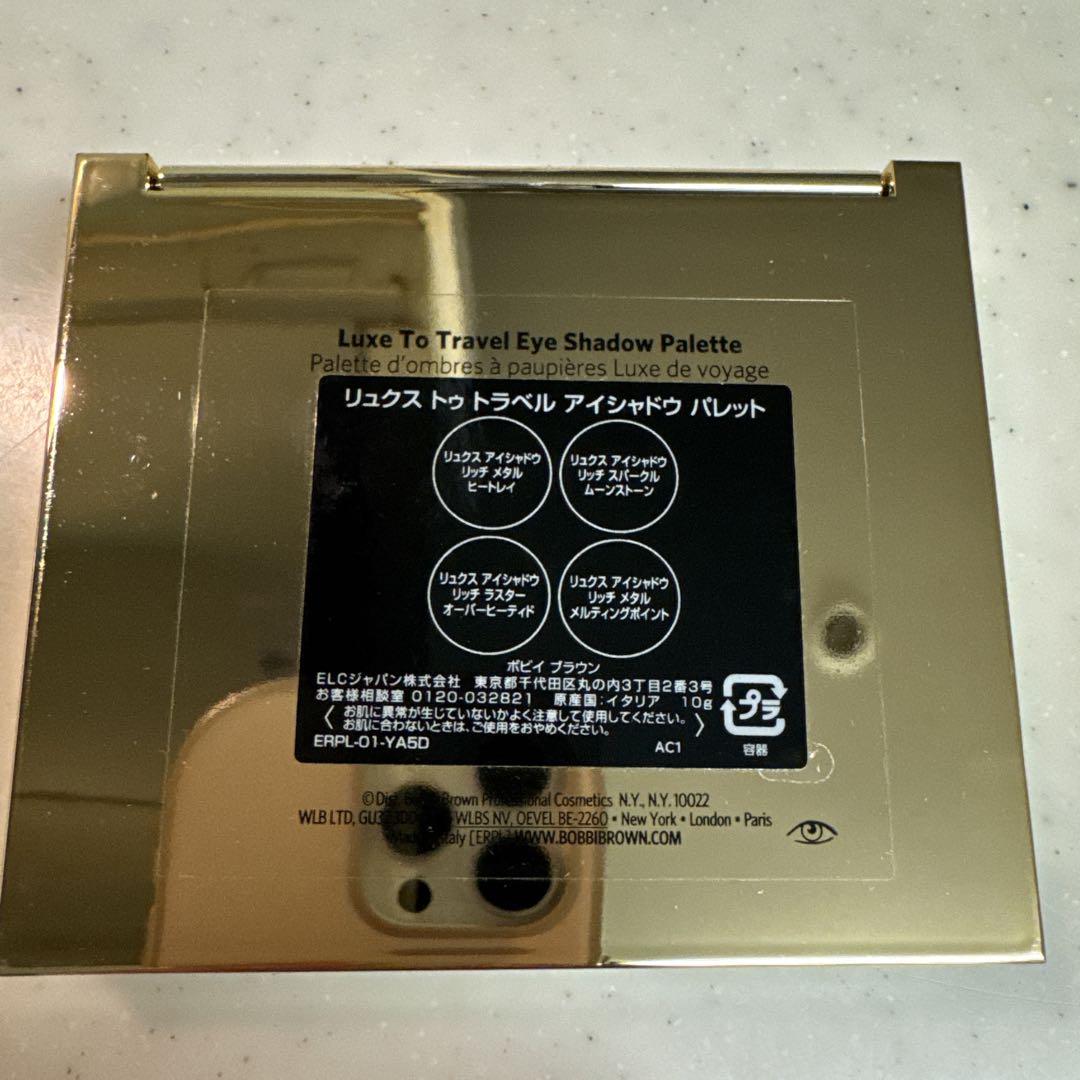 Luxe To Travel Eye Shadow Palette
Palette d'ombres à paupières Luxe de voyage
リュクス トゥ トラベル アイシャドウ パレット
リュクス アイシャドウ
リッチ メタル
ヒートレイ
リュクス アイシャドウ
リッチ スパークル
ムーンストーン
リュクス アイシャドウ
リッチ ラスター
オーバーヒーティド
リュクス アイシャドウ
リッチ メタル
メルティングポイント
ボビイ ブラウン
ELCジャパン株式会社 東京都千代田区丸の内3丁目2番3号
お客様相談室 0120-032821 原産国:イタリア 10g
お肌に異常が生じていないかよく注意して使用してください。
お肌に合わないときは、ご使用をおやめください。
ERPL-01-YA5D
AC1
プラ
容器
© Dist. Brown Professional Cosmetics N.Y., N.Y. 10022
WLB LTD, WLBS NV, OEVEL BE-2260 • New York • London • Paris
Made Italy [ERPL] WWW.BOBBIBROWN.COM